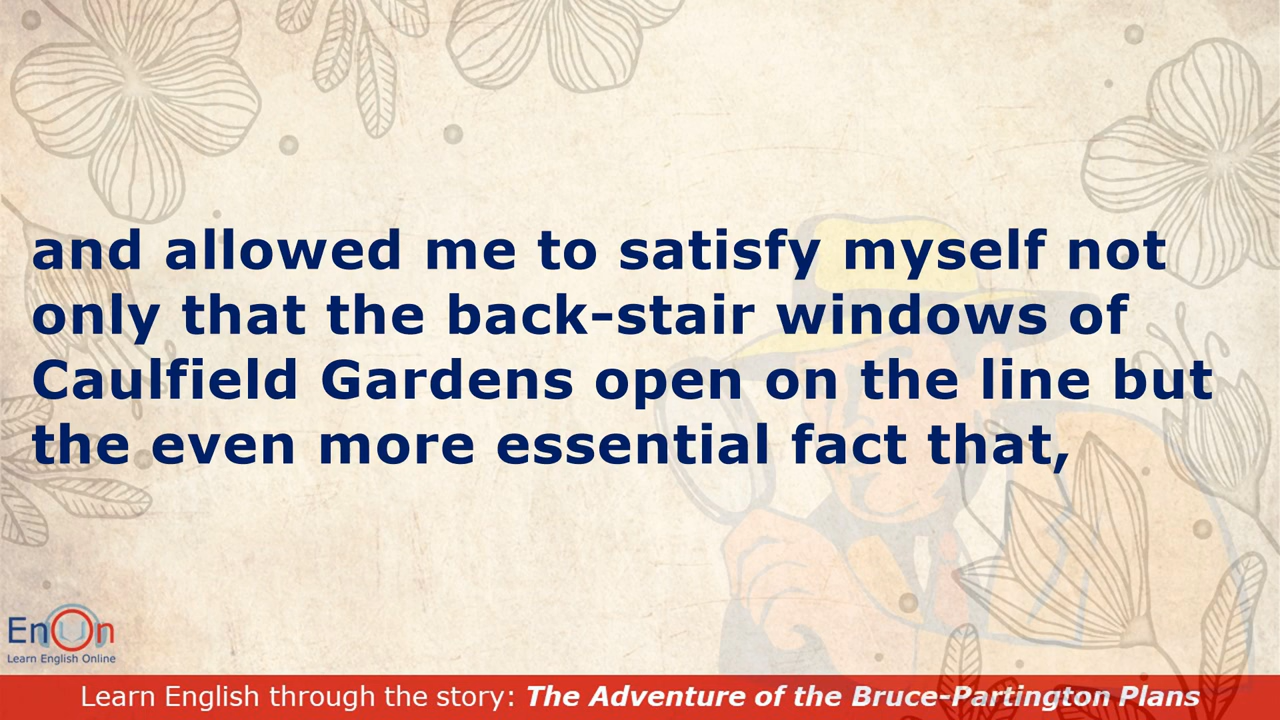 and allowed me to satisfy myself not
only that the back-stair windows of
Caulfield Gardens open on the line but
the even more essential fact that,
EnOn
Learn English Online
Learn English through the story: The Adventure of the Bruce-Partington Plans